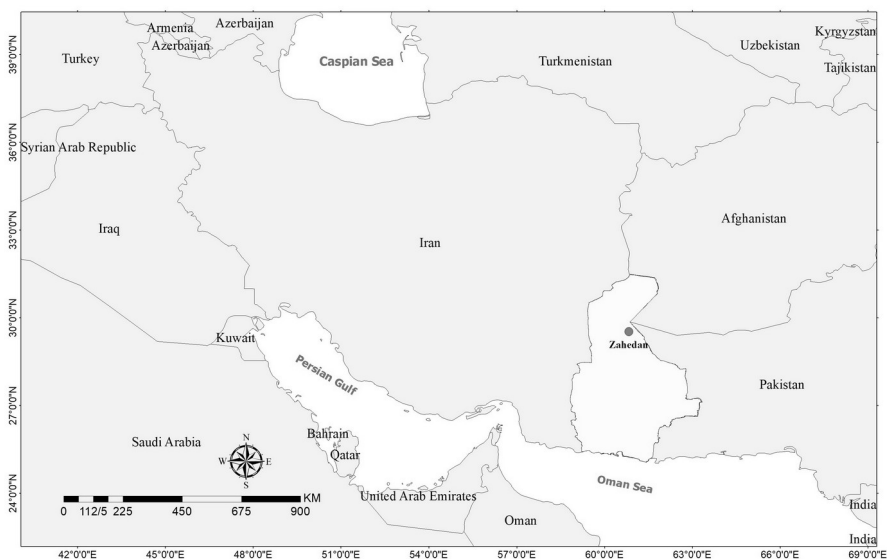 Armenia
Azerbaijan
Azerbaijan
Turkey
Caspian Sea
Turkmenistan
Uzbekistan
Kyrgyzstan
Tajikistan
Syrian Arab Republic
Iraq
Iran
Afghanistan
Kuwait
Zahedan
Persian Gulf
Pakistan
Saudi Arabia
Bahrain
Qatar
United Arab Emirates
Oman
Oman Sea
India
India
N
W E
S
KM
0 112/5 225 450 675 900
39°0'0"N
36°0'0"N
33°0'0"N
30°0'0"N
27°0'0"N
24°0'0"N
42°0'0"E 45°0'0"E 48°0'0"E 51°0'0"E 54°0'0"E 57°0'0"E 60°0'0"E 63°0'0"E 66°0'0"E 69°0'0"E